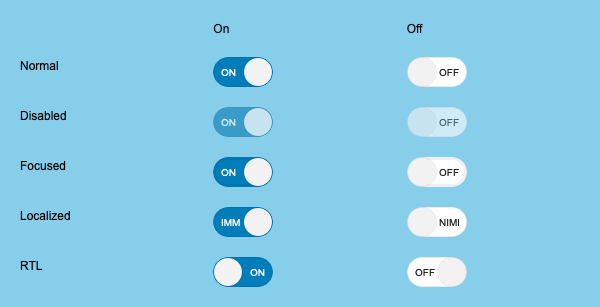 On Off
Normal ON OFF
Disabled ON OFF
Focused ON OFF
Localized IMM NIMI
RTL ON OFF